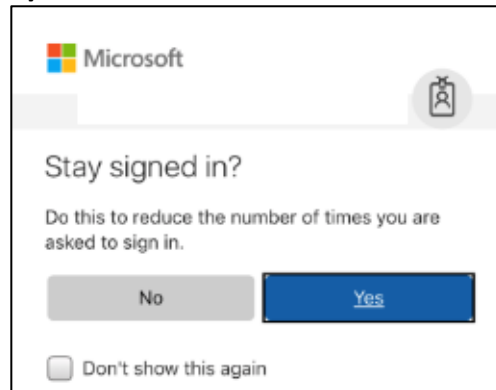 Microsoft
Stay signed in?
Do this to reduce the number of times you are
asked to sign in.
No
Yes
Don't show this again